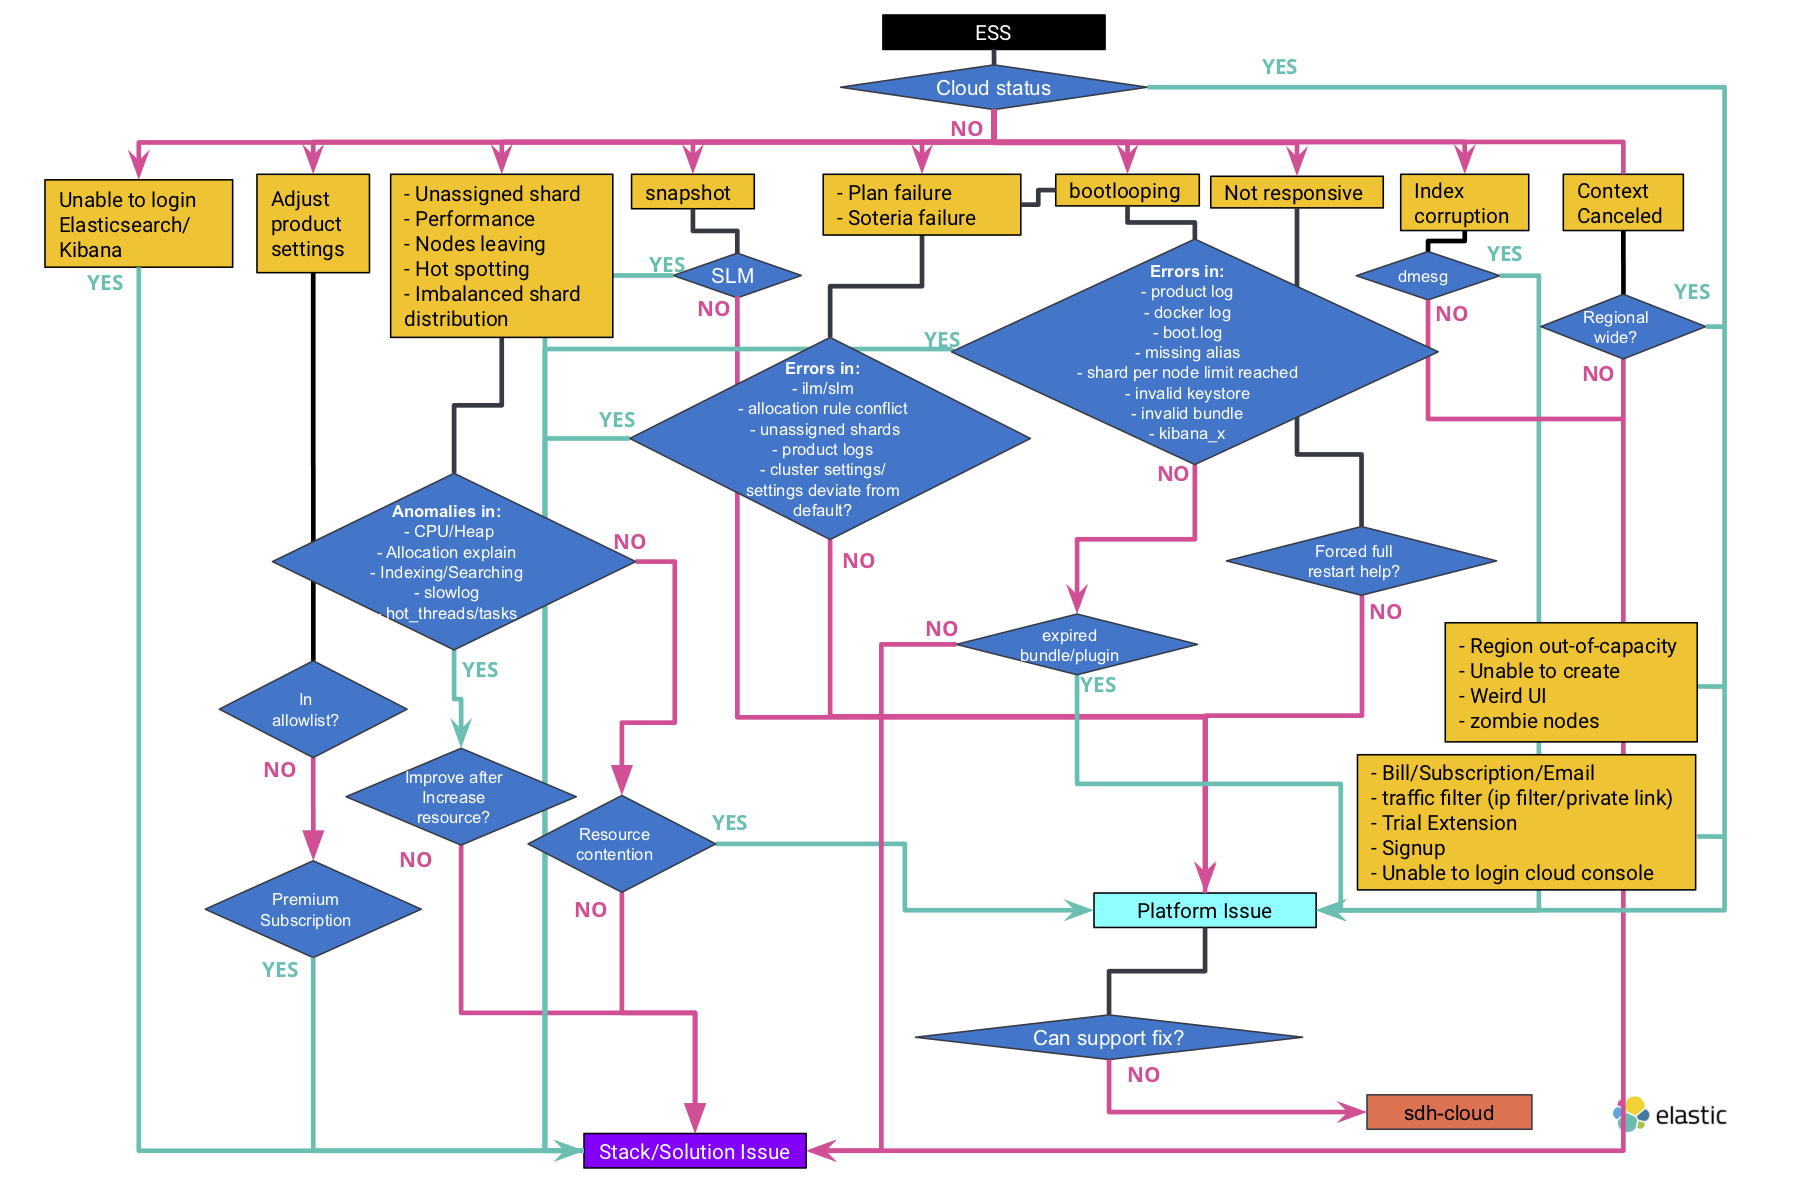 ESS
Cloud status
YES
NO
Unable to login
Elasticsearch/
Kibana
YES
Adjust
product
settings
- Unassigned shard
- Performance
- Nodes leaving
- Hot spotting
- Imbalanced shard
distribution
snapshot
YES
SLM
NO
- Plan failure
- Soteria failure
bootlooping
Not responsive
Index
corruption
YES
dmesg
NO
Context
Canceled
YES
Regional
wide?
NO
YES
Errors in:
- product log
- docker log
- boot.log
- missing alias
- shard per node limit reached
- invalid keystore
- invalid bundle
- kibana_x
NO
YES
Errors in:
- ilm/slm
- allocation rule conflict
- unassigned shards
- product logs
- cluster settings/
settings deviate from
default?
NO
Anomalies in:
- CPU/Heap
- Allocation explain
- Indexing/Searching
- slowlog
- hot_threads/tasks
NO
YES
Forced full
restart help?
NO
NO
expired
bundle/plugin
YES
- Region out-of-capacity
- Unable to create
- Weird UI
- zombie nodes
In
allowlist?
NO
Improve after
Increase
resource?
NO
Resource
contention
YES
NO
- Bill/Subscription/Email
- traffic filter (ip filter/private link)
- Trial Extension
- Signup
- Unable to login cloud console
Premium
Subscription
YES
Platform Issue
Can support fix?
NO
sdh-cloud
elastic
Stack/Solution Issue